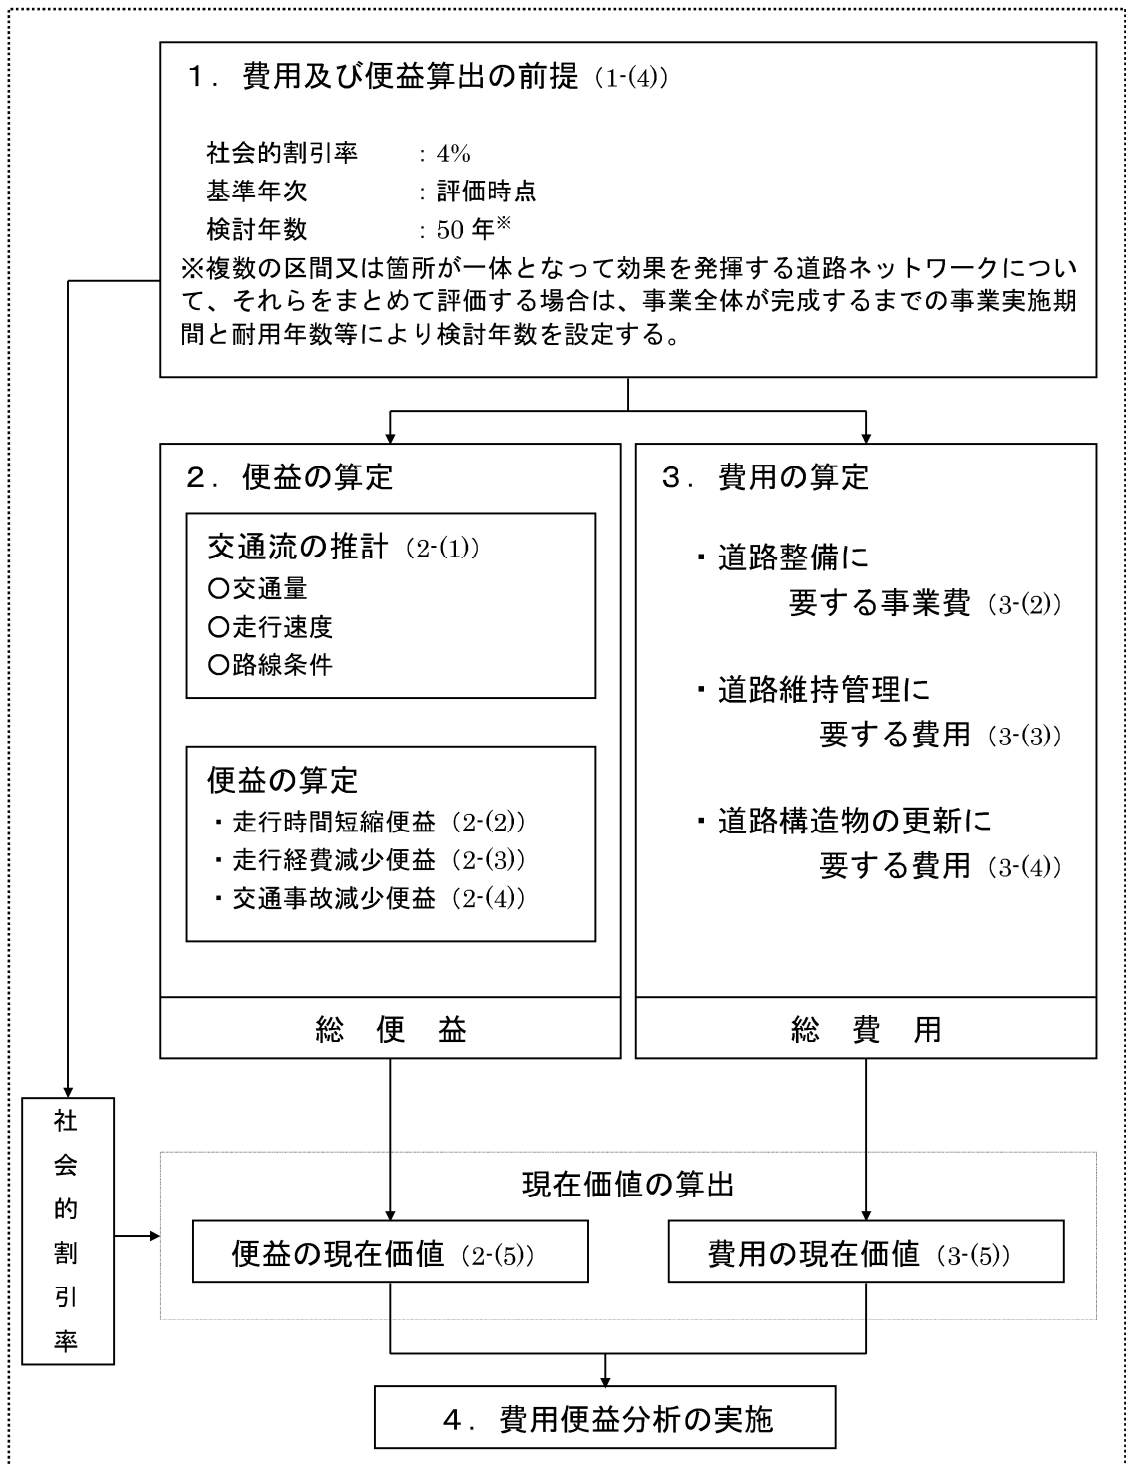 １．費用及び便益算出の前提（1-(4)）
社会的割引率　：4%
基準年次　：評価時点
検討年数　：50 年※
※複数の区間又は箇所が一体となって効果を発揮する道路ネットワークについ
て、それらをまとめて評価する場合は、事業全体が完成するまでの事業実施期
間と耐用年数等により検討年数を設定する。
２．便益の算定
交通流の推計（2-(1)）
○交通量
○走行速度
○路線条件
便益の算定
・走行時間短縮便益（2-(2)）
・走行経費減少便益（2-(3)）
・交通事故減少便益（2-(4)）
総　便　益
３．費用の算定
・道路整備に
要する事業費（3-(2)）
・道路維持管理に
要する費用（3-(3)）
・道路構造物の更新に
要する費用（3-(4)）
総　費　用
社会的割引率
現在価値の算出
便益の現在価値（2-(5)）
費用の現在価値（3-(5)）
４．費用便益分析の実施